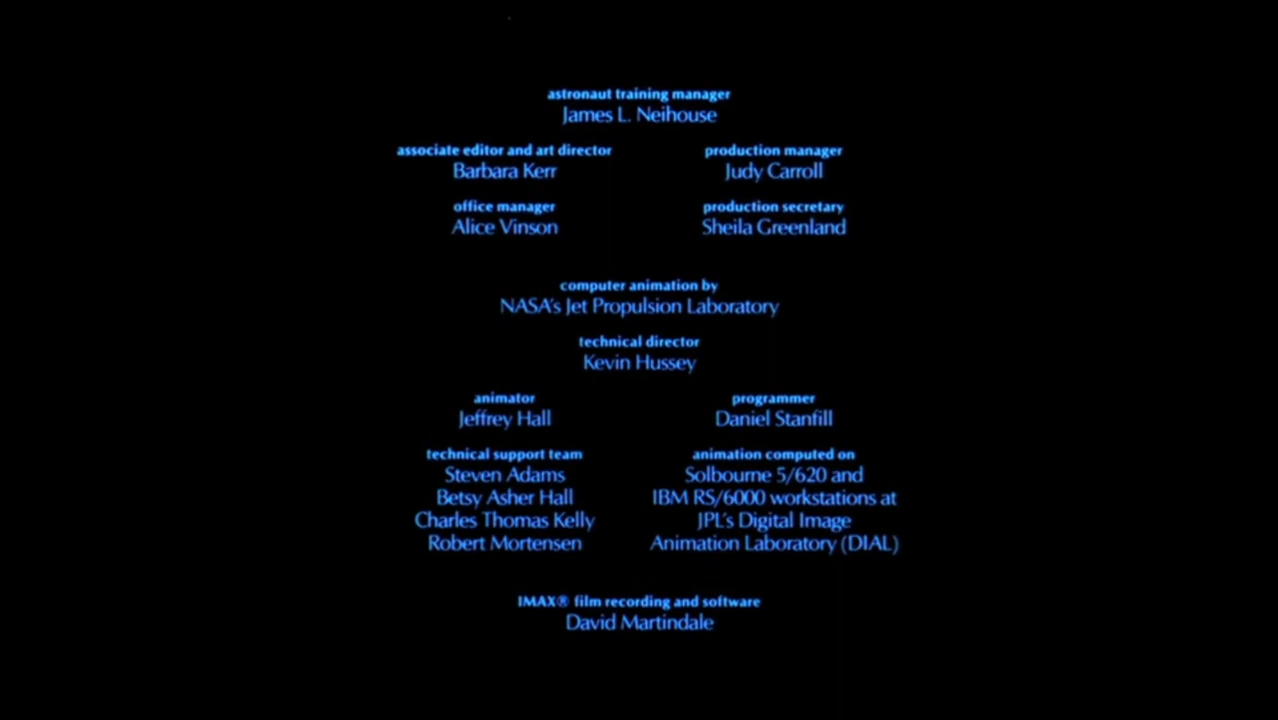 astronaut training manager
James L. Neihouse
associate editor and art director
Barbara Kerr
production manager
Judy Carroll
office manager
Alice Vinson
production secretary
Sheila Greenland
computer animation by
NASA's Jet Propulsion Laboratory
technical director
Kevin Hussey
animator
Jeffrey Hall
programmer
Daniel Stanfill
technical support team
Steven Adams
Betsy Asher Hall
Charles Thomas Kelly
Robert Mortensen
animation computed on
Solbourne 5/620 and
IBM RS/6000 workstations at
JPL's Digital Image
Animation Laboratory (DIAL)
IMAX® film recording and software
David Martindale